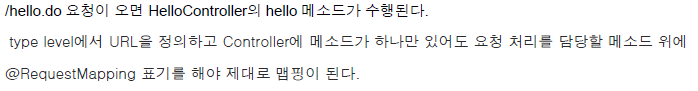 /hello.do 요청이 오면 HelloController의 hello 메소드가 수행된다.
type level에서 URL을 정의하고 Controller에 메소드가 하나만 있어도 요청 처리를 담당할 메소드 위에
@RequestMapping 표기를 해야 제대로 맵핑이 된다.